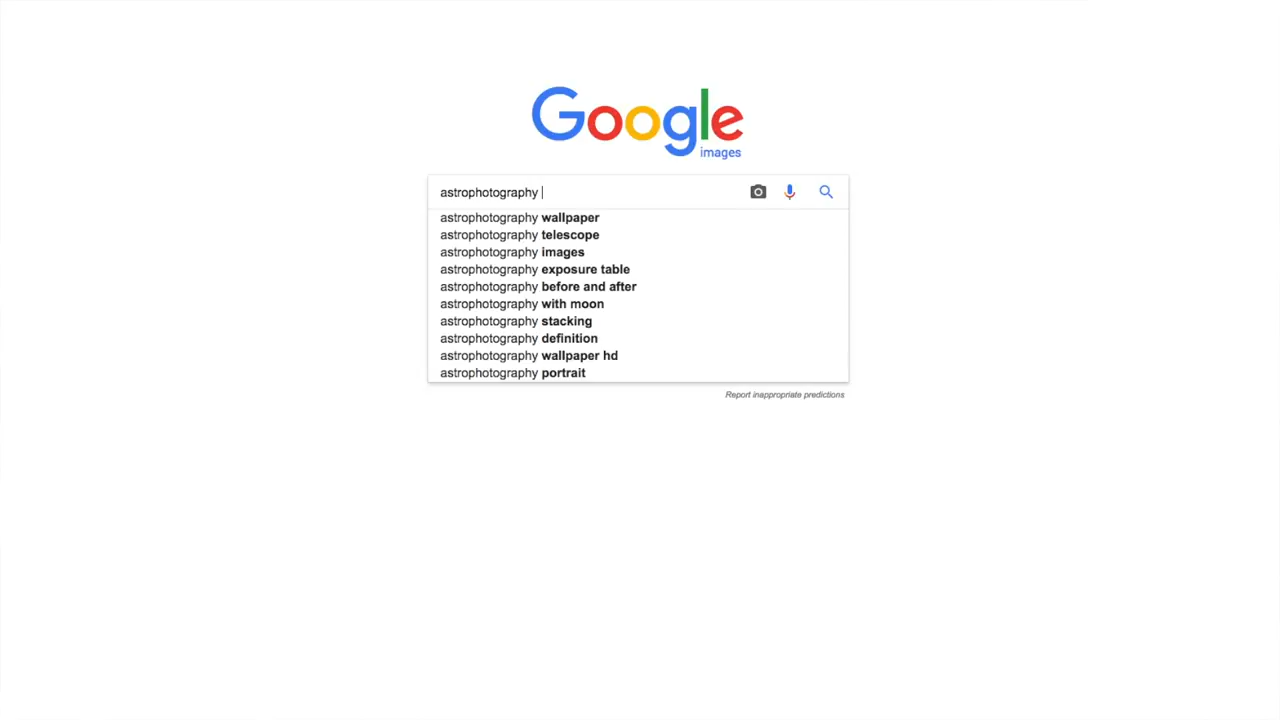 Google
images
astrophotography
astrophotography wallpaper
astrophotography telescope
astrophotography images
astrophotography exposure table
astrophotography before and after
astrophotography with moon
astrophotography stacking
astrophotography definition
astrophotography wallpaper hd
astrophotography portrait
Report inappropriate predictions